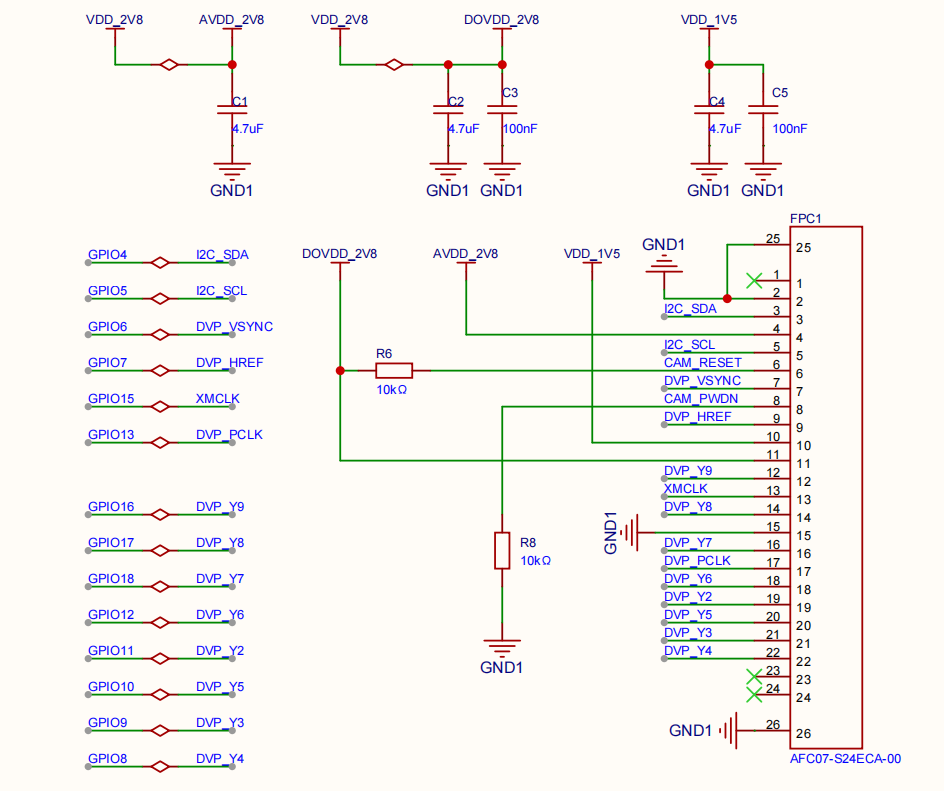 VDD_2V8 AVDD_2V8 VDD_2V8 DOVDD_2V8 VDD_1V5
C1 C2 C3 C4 C5
4.7uF 4.7uF 100nF 4.7uF 100nF
GND1 GND1 GND1 GND1 GND1
GPIO4 I2C_SDA
GPIO5 I2C_SCL
GPIO6 DVP_VSYNC
GPIO7 DVP_HREF
GPIO15 XMCLK
GPIO13 DVP_PCLK
GPIO16 DVP_Y9
GPIO17 DVP_Y8
GPIO18 DVP_Y7
GPIO12 DVP_Y6
GPIO11 DVP_Y2
GPIO10 DVP_Y5
GPIO9 DVP_Y3
GPIO8 DVP_Y4
DOVDD_2V8 AVDD_2V8 VDD_1V5 GND1
R6
10kΩ
R8
10kΩ
GND1
FPC1
25 25
1 1
2 2
I2C_SDA 3 3
4 4
I2C_SCL 5 5
CAM_RESET 6 6
DVP_VSYNC 7 7
CAM_PWDN 8 8
DVP_HREF 9 9
10 10
11 11
DVP_Y9 12 12
XMCLK 13 13
DVP_Y8 14 14
GND1 15 15
DVP_Y7 16 16
DVP_PCLK 17 17
DVP_Y6 18 18
DVP_Y2 19 19
DVP_Y5 20 20
DVP_Y3 21 21
DVP_Y4 22 22
23 23
24 24
GND1 26 26
AFC07-S24ECA-00